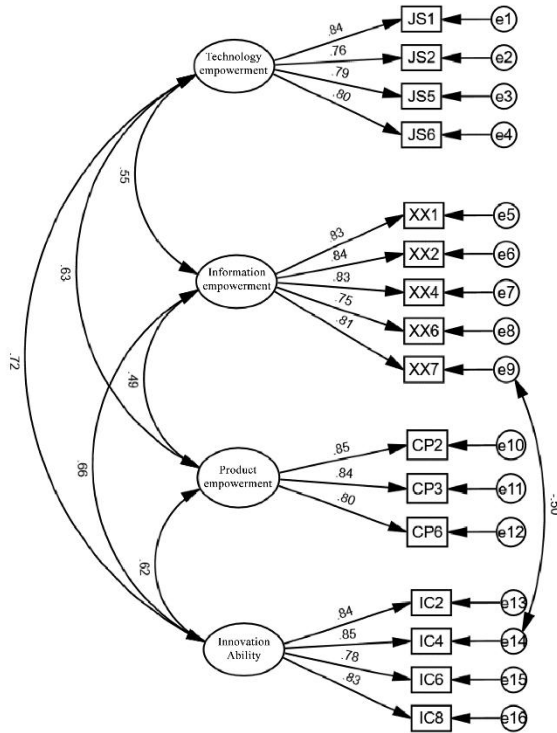 .84
JS1
e1
.76
JS2
e2
Technology
empowerment
.79
JS5
e3
.80
JS6
e4
.55
.83
XX1
e5
.84
XX2
e6
.63
Information
empowerment
.83
XX4
e7
.75
XX6
e8
.81
XX7
e9
.72
.49
.66
.85
CP2
e10
Product
empowerment
.84
CP3
e11
-.50
.80
CP6
e12
.62
.84
IC2
e13
Innovation
Ability
.85
IC4
e14
.78
IC6
e15
.83
IC8
e16